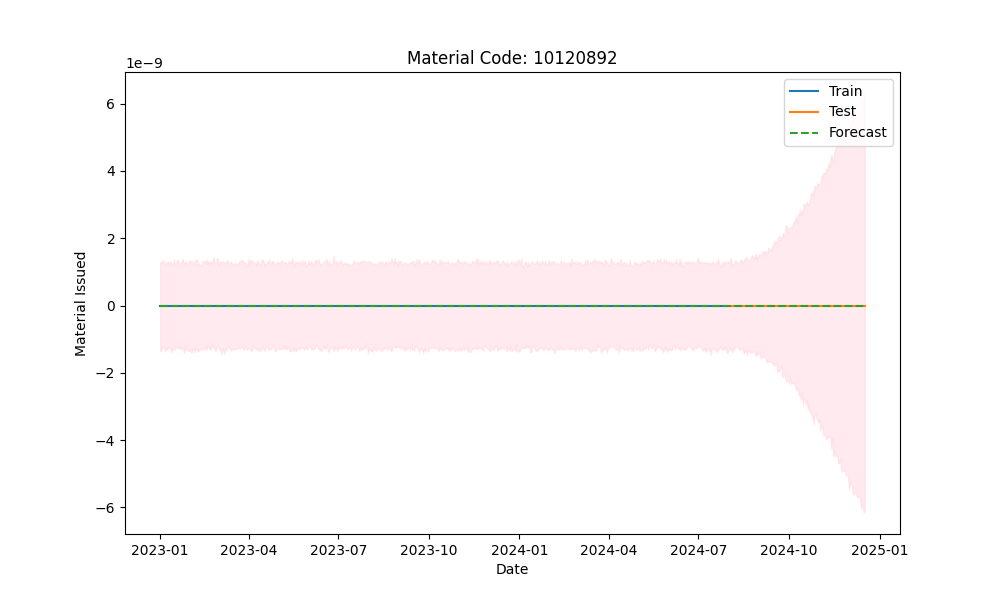 Material Code: 10120892
1e−9
Train
Test
Forecast
6
4
2
0
−2
−4
−6
Material Issued
2023-01 2023-04 2023-07 2023-10 2024-01 2024-04 2024-07 2024-10 2025-01
Date